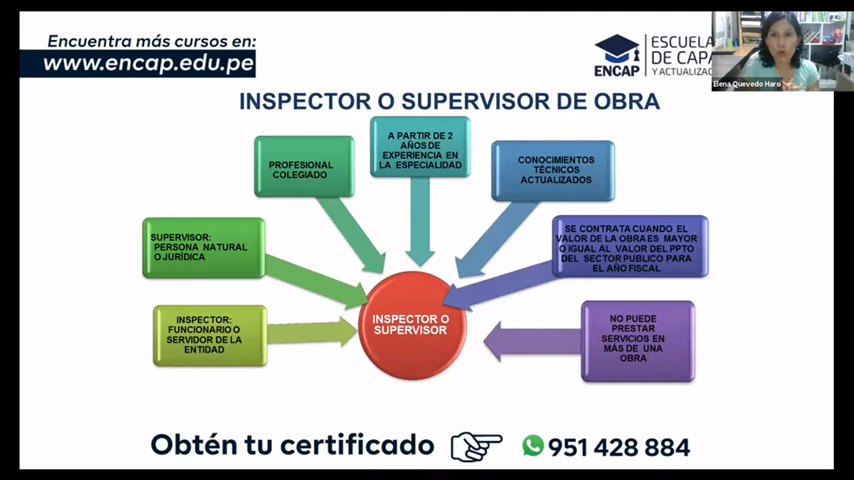 Encuentra más cursos en:
www.encap.edu.pe
ENCAP
ESCUELA
DE CAPA
Y ACTUALIZACI
Elena Quevedo Haro
INSPECTOR O SUPERVISOR DE OBRA
A PARTIR DE 2
AÑOS DE
EXPERIENCIA EN
LA ESPECIALIDAD
PROFESIONAL
COLEGIADO
CONOCIMIENTOS
TÉCNICOS
ACTUALIZADOS
SUPERVISOR:
PERSONA NATURAL
O JURÍDICA
SE CONTRATA CUANDO EL
VALOR DE LA OBRA ES MAYOR
O IGUAL AL VALOR DEL PPTO
DEL SECTOR PUBLICO PARA
EL AÑO FISCAL
INSPECTOR:
FUNCIONARIO O
SERVIDOR DE LA
ENTIDAD
INSPECTOR O
SUPERVISOR
NO PUEDE
PRESTAR
SERVICIOS EN
MÁS DE UNA
OBRA
Obtén tu certificado
951 428 884